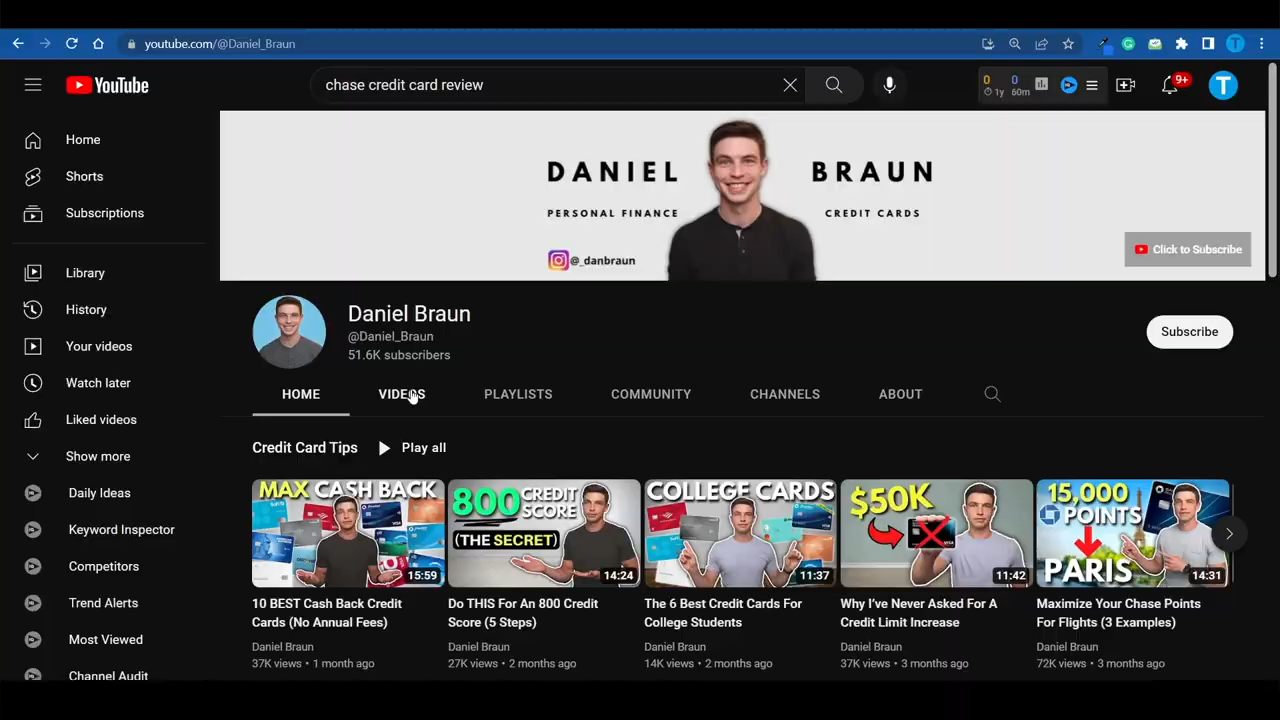 youtube.com/@Daniel_Braun
YouTube
chase credit card review
0 0
1y 60m
9+
T
T
Home
Shorts
Subscriptions
Library
History
Your videos
Watch later
Liked videos
Show more
Daily Ideas
Keyword Inspector
Competitors
Trend Alerts
Most Viewed
Channel Audit
DANIEL BRAUN
PERSONAL FINANCE CREDIT CARDS
@_danbraun
Click to Subscribe
Daniel Braun
@Daniel_Braun
51.6K subscribers
Subscribe
HOME VIDEOS PLAYLISTS COMMUNITY CHANNELS ABOUT
Credit Card Tips Play all
MAX CASH BACK
15:59
10 BEST Cash Back Credit
Cards (No Annual Fees)
Daniel Braun
37K views • 1 month ago
800 CREDIT
SCORE
(THE SECRET)
14:24
Do THIS For An 800 Credit
Score (5 Steps)
Daniel Braun
27K views • 2 months ago
COLLEGE CARDS
11:37
The 6 Best Credit Cards For
College Students
Daniel Braun
14K views • 2 months ago
$50K
11:42
Why I've Never Asked For A
Credit Limit Increase
Daniel Braun
37K views • 3 months ago
15,000
POINTS
PARIS
14:31
Maximize Your Chase Points
For Flights (3 Examples)
Daniel Braun
72K views • 3 months ago